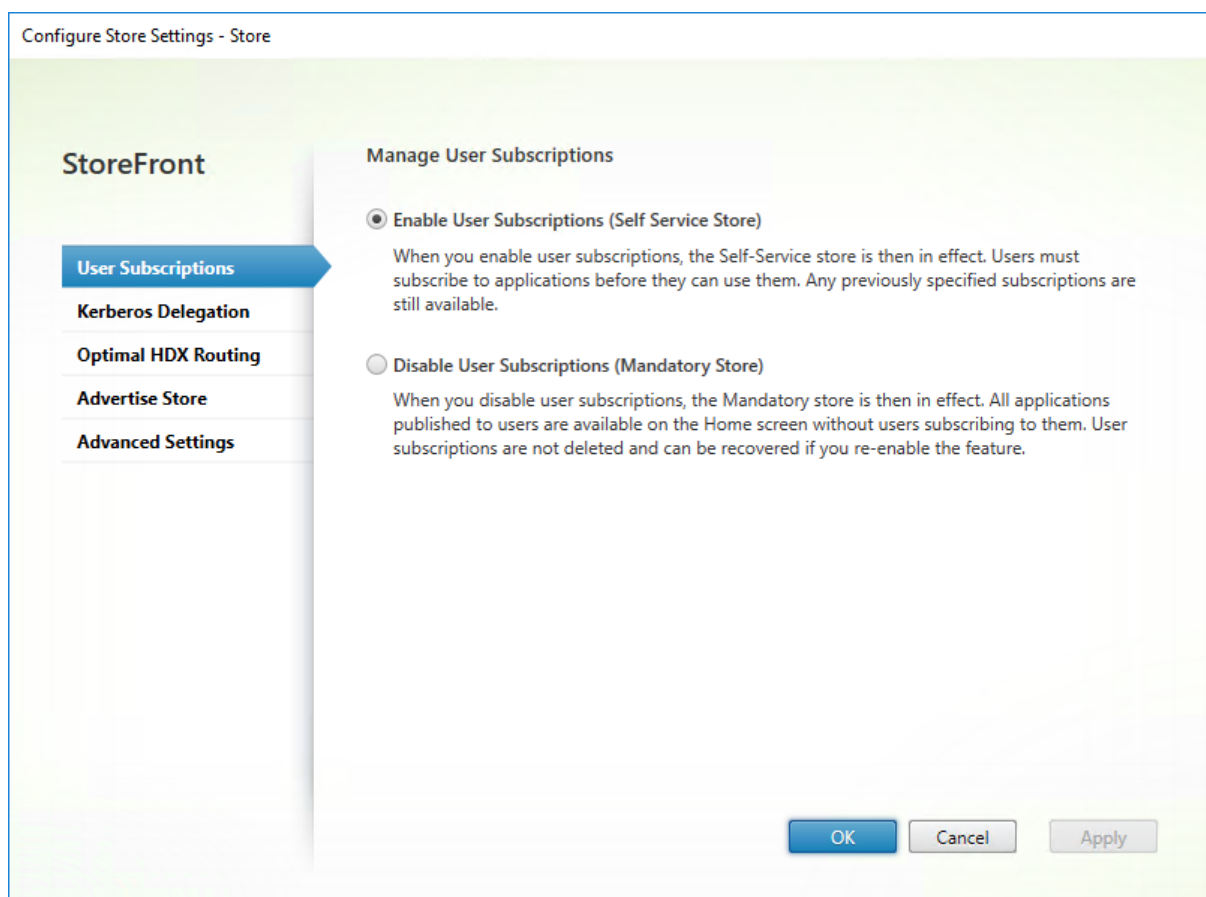 Configure Store Settings - Store
StoreFront
User Subscriptions
Kerberos Delegation
Optimal HDX Routing
Advertise Store
Advanced Settings
Manage User Subscriptions
Enable User Subscriptions (Self Service Store)
When you enable user subscriptions, the Self-Service store is then in effect. Users must
subscribe to applications before they can use them. Any previously specified subscriptions are
still available.
Disable User Subscriptions (Mandatory Store)
When you disable user subscriptions, the Mandatory store is then in effect. All applications
published to users are available on the Home screen without users subscribing to them. User
subscriptions are not deleted and can be recovered if you re-enable the feature.
OK
Cancel
Apply